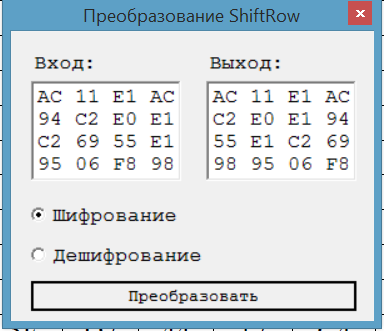 Преобразование ShiftRow
Вход: Выход:
AC 11 E1 AC AC 11 E1 AC
94 C2 E0 E1 C2 E0 E1 94
C2 69 55 E1 55 E1 C2 69
95 06 F8 98 98 95 06 F8
Шифрование
Дешифрование
Преобразовать